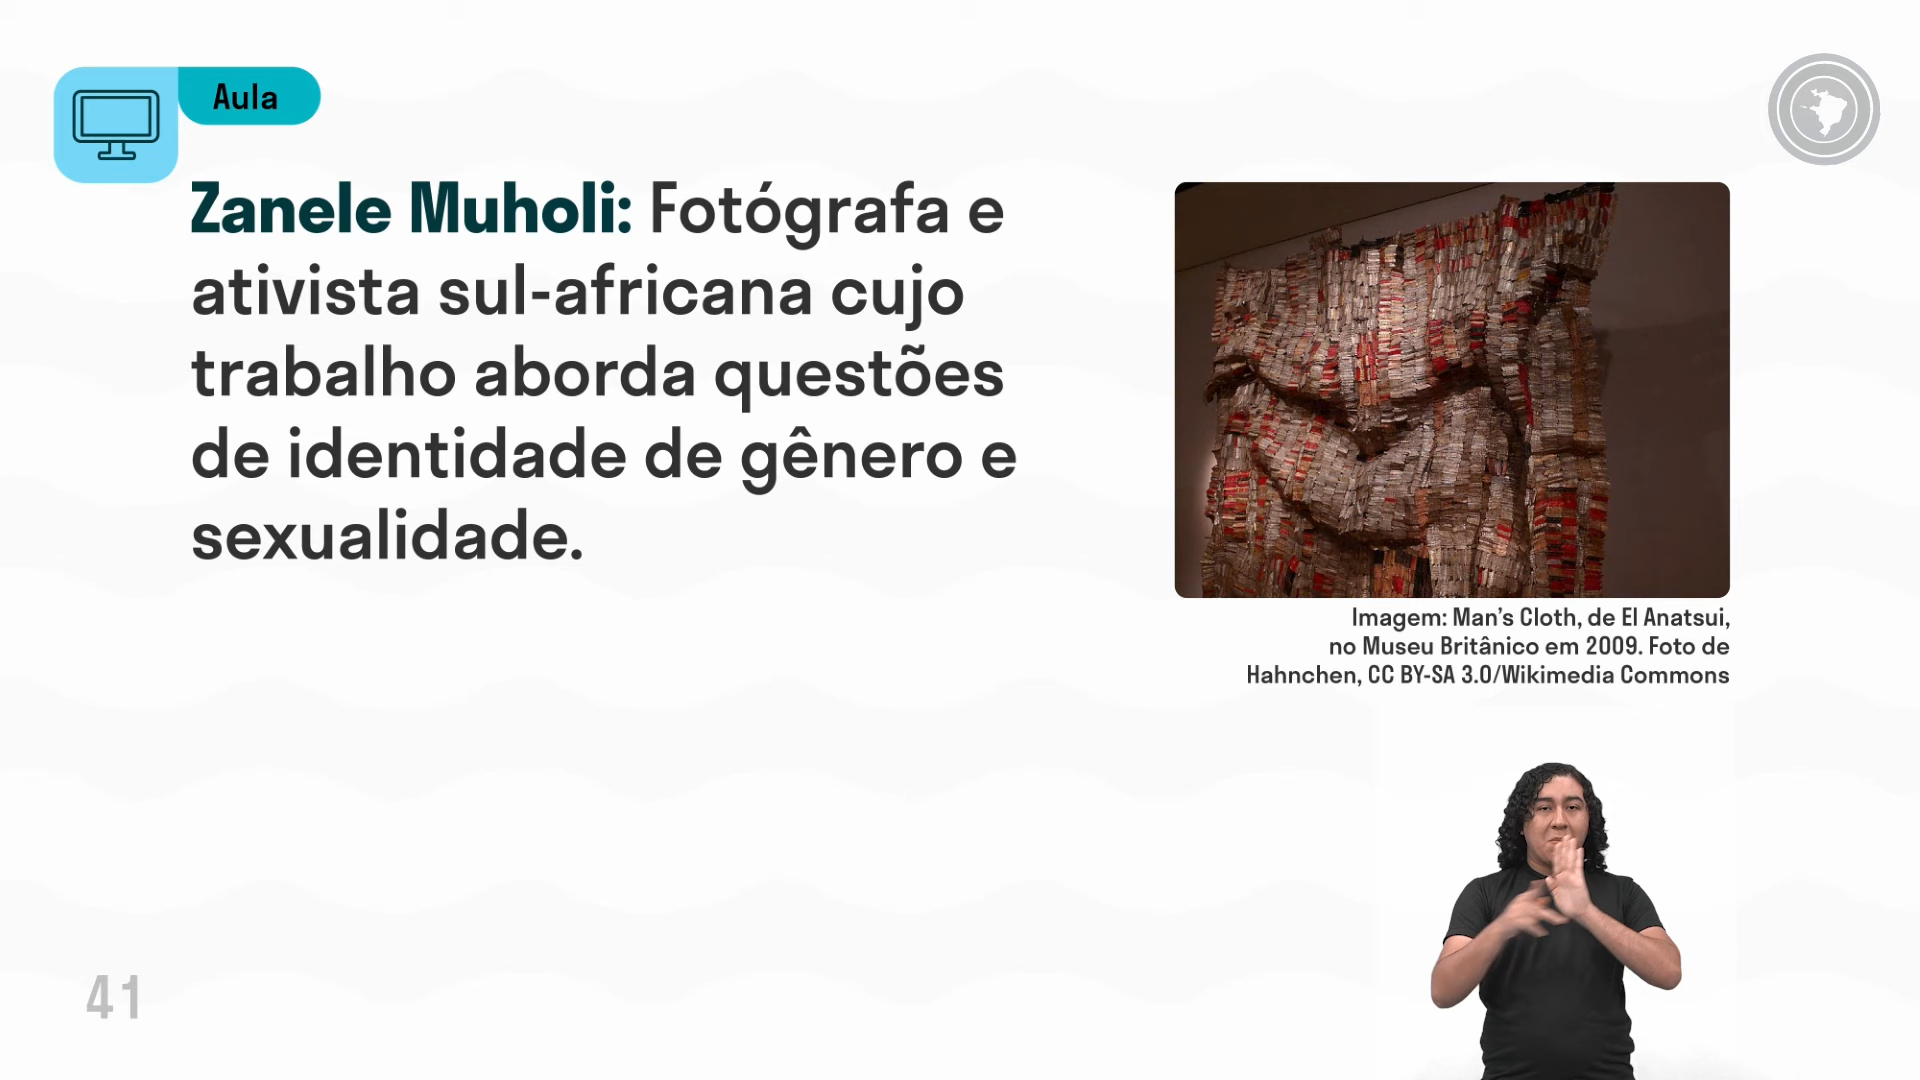 Aula
Zanele Muholi: Fotógrafa e
ativista sul-africana cujo
trabalho aborda questões
de identidade de gênero e
sexualidade.
Imagem: Man's Cloth, de El Anatsui,
no Museu Britânico em 2009. Foto de
Hahnchen, CC BY-SA 3.0/Wikimedia Commons
41